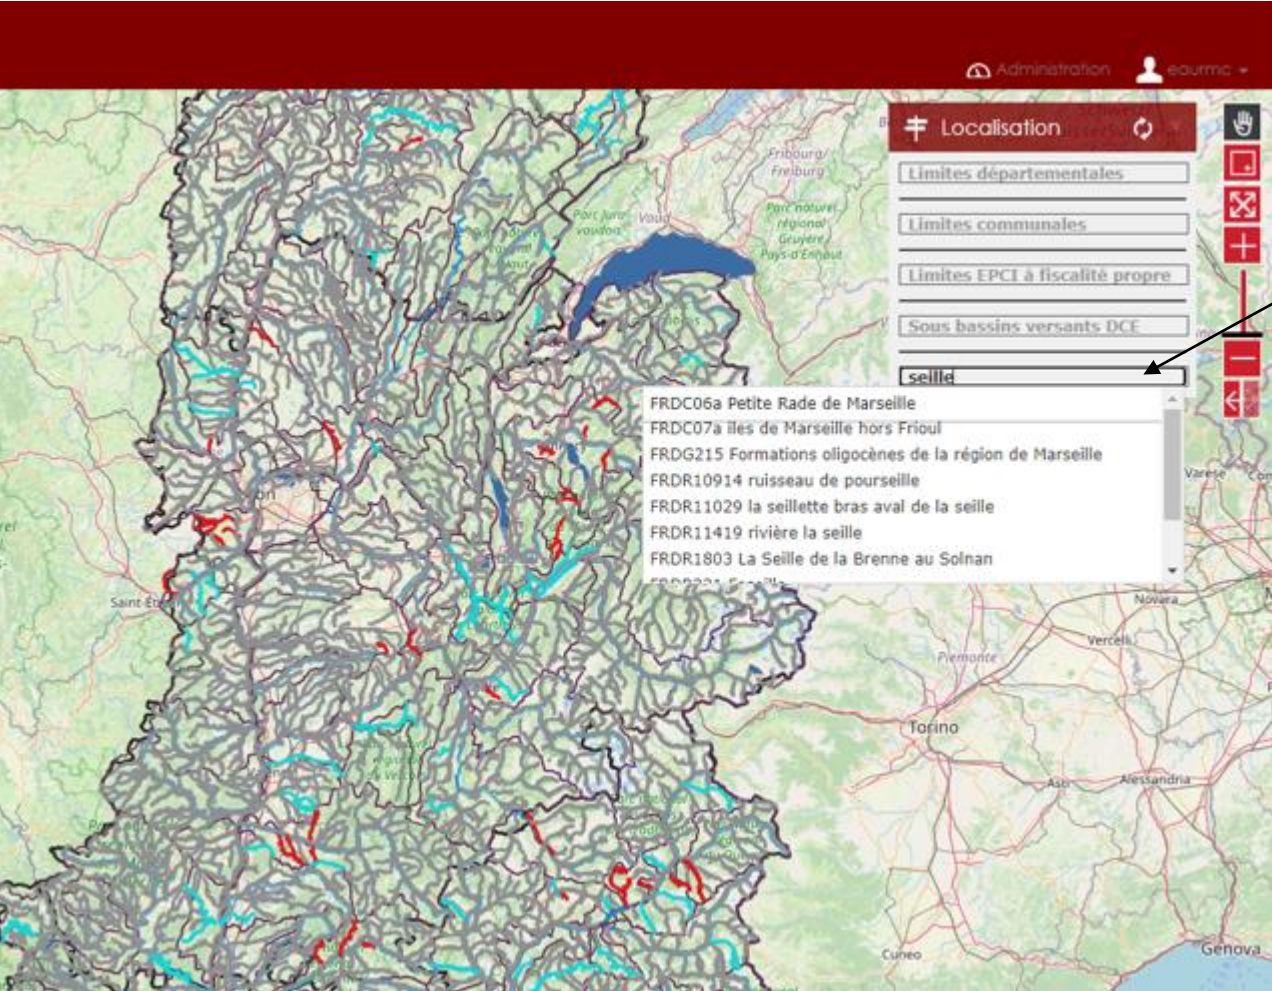 Administration
eaurmc
Localisation
Limites départementales
Limites communales
Limites EPCI à fiscalité propre
Sous bassins versants DCE
seille
FRDC06a Petite Rade de Marseille
FRDC07a iles de Marseille hors Frioul
FRDG215 Formations oligocènes de la région de Marseille
FRDR10914 ruisseau de pourseille
FRDR11029 la seillette bras aval de la seille
FRDR11419 rivière la seille
FRDR1803 La Seille de la Brenne au Solnan
Fribourg/
Freiburg
Parc Jura
vaudois
Vaud
Parc naturel
régional
Gruyère
Pays-d'Enhaut
Varese
Novara
Vercelli
Piemonte
Torino
Asti
Alessandria
Cuneo
Genova